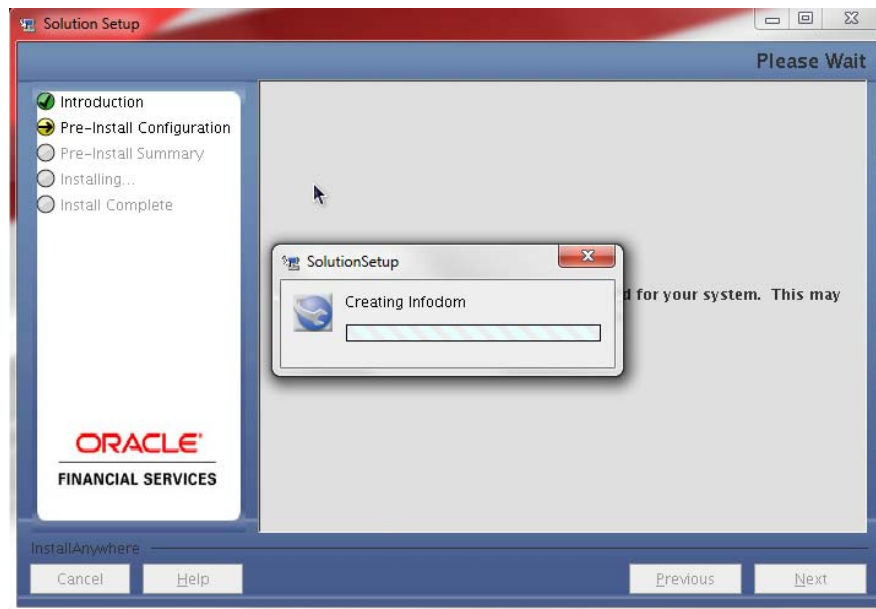 Solution Setup
Please Wait
Introduction
Pre-Install Configuration
Pre-Install Summary
Installing...
Install Complete
SolutionSetup
Creating Infodom
d for your system. This may
ORACLE
FINANCIAL SERVICES
InstallAnywhere
Cancel
Help
Previous
Next